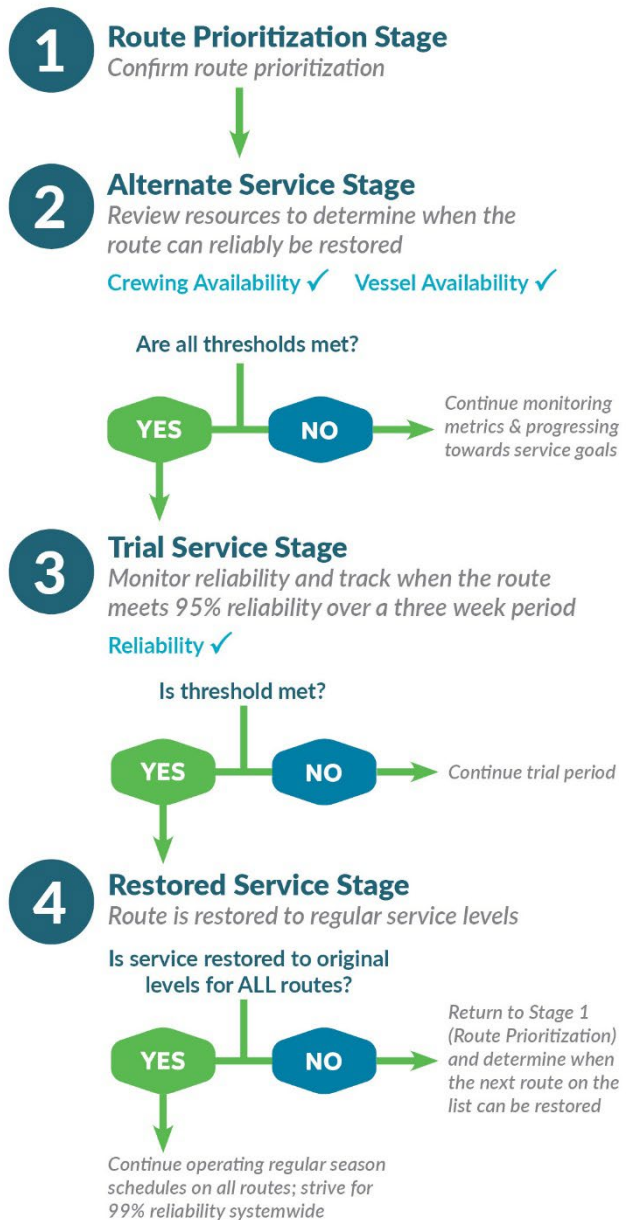 1
Route Prioritization Stage
Confirm route prioritization
2
Alternate Service Stage
Review resources to determine when the
route can reliably be restored
Crewing Availability ✓ Vessel Availability ✓
Are all thresholds met?
YES
NO
Continue monitoring
metrics & progressing
towards service goals
3
Trial Service Stage
Monitor reliability and track when the route
meets 95% reliability over a three week period
Reliability ✓
Is threshold met?
YES
NO
Continue trial period
4
Restored Service Stage
Route is restored to regular service levels
Is service restored to original
levels for ALL routes?
YES
NO
Return to Stage 1
(Route Prioritization)
and determine when
the next route on the
list can be restored
Continue operating regular season
schedules on all routes; strive for
99% reliability systemwide